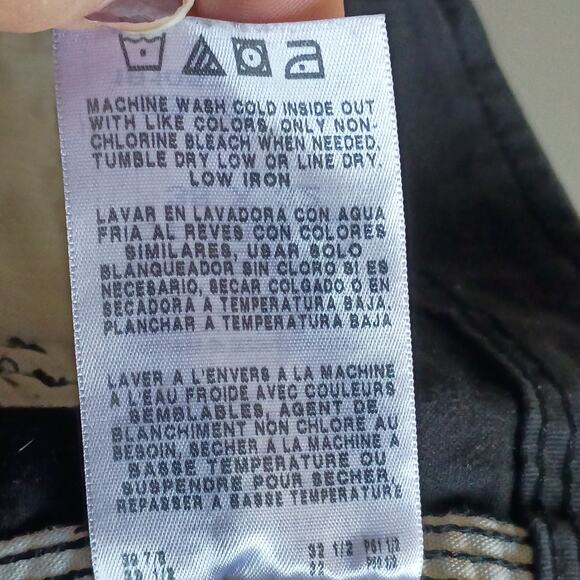 MACHINE WASH COLD INSIDE OUT
WITH LIKE COLORS, ONLY NON-
CHLORINE BLEACH WHEN NEEDED.
TUMBLE DRY LOW OR LINE DRY.
LOW IRON
LAVAR EN LAVADORA CON AGUA
FRIA AL REVES CON COLORES
SIMILARES, USAR SOLO
BLANQUEADOR SIN CLORO SI ES
NECESARIO, SECAR COLGADO O EN
SECADORA A TEMPERATURA BAJA.
PLANCHAR A TEMPERATURA BAJA
LAVER A L'ENVERS A LA MACHINE
A L'EAU FROIDE AVEC COULEURS
SEMBLABLES, AGENT DE
BLANCHIMENT NON CHLORE AU
BESOIN, SECHER A LA MACHINE A
BASSE TEMPERATURE OU
SUSPENDRE POUR SECHER,
REPASSER A BASSE TEMPERATURE
32 1/2